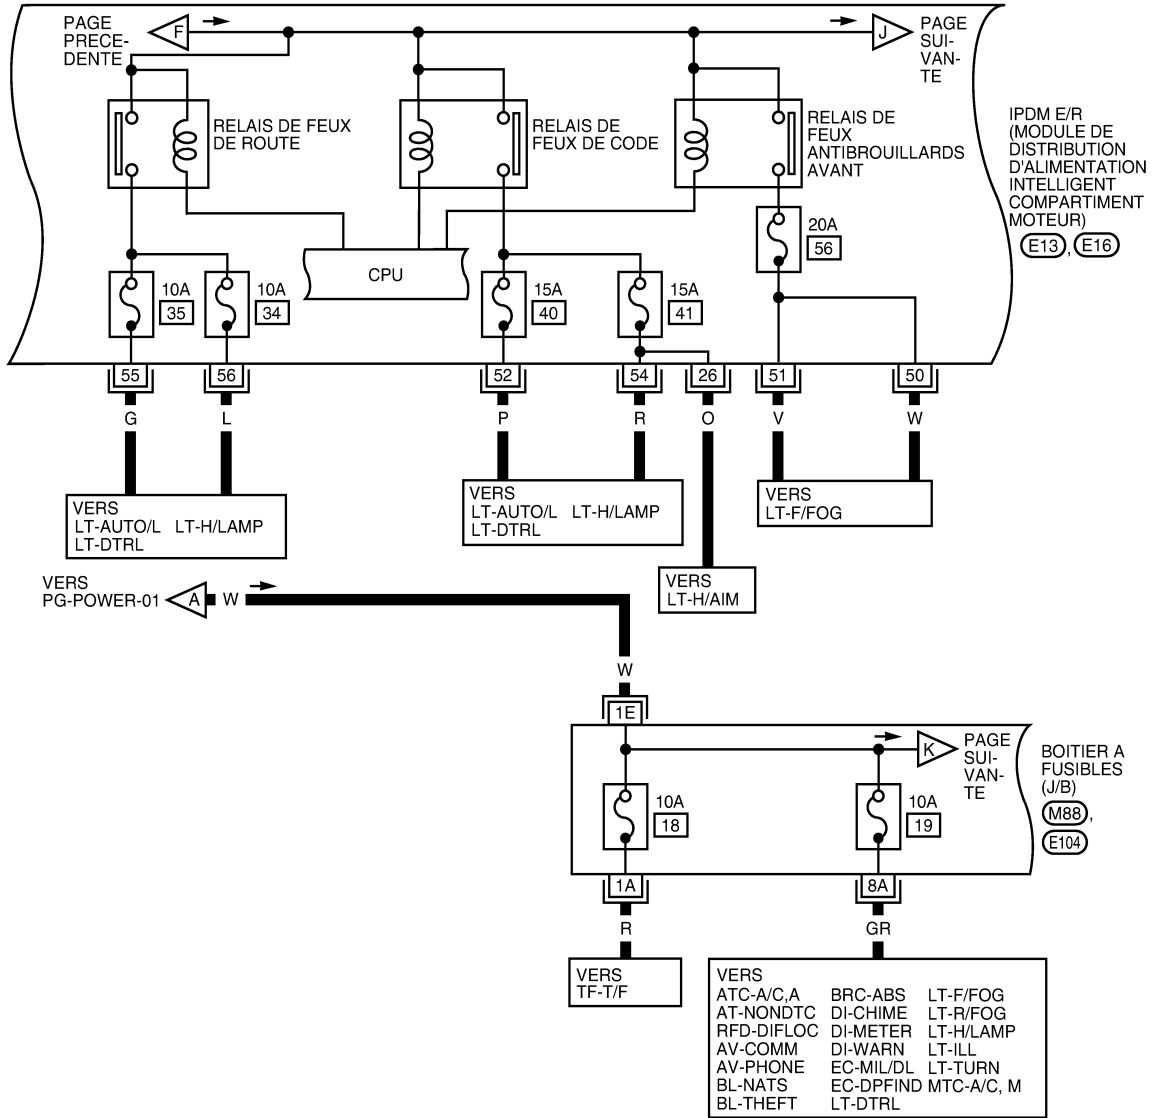 PAGE
PRECE-
DENTE
F
J
PAGE
SUI-
VAN-
TE
RELAIS DE FEUX
DE ROUTE
RELAIS DE
FEUX DE CODE
RELAIS DE
FEUX
ANTIBROUILLARDS
AVANT
IPDM E/R
(MODULE DE
DISTRIBUTION
D'ALIMENTATION
INTELLIGENT
COMPARTIMENT
MOTEUR)
E13, E16
CPU
20A
56
10A
35
10A
34
15A
40
15A
41
55
56
52
54
26
51
50
G
L
P
R
O
V
W
VERS
LT-AUTO/L LT-H/LAMP
LT-DTRL
VERS
LT-AUTO/L LT-H/LAMP
LT-DTRL
VERS
LT-F/FOG
VERS
LT-H/AIM
VERS
PG-POWER-01
A
W
W
1E
K
PAGE
SUI-
VAN-
TE
BOITIER A
FUSIBLES
(J/B)
M88,
E104
10A
18
10A
19
1A
8A
R
GR
VERS
TF-T/F
VERS
ATC-A/C,A BRC-ABS LT-F/FOG
AT-NONDTC DI-CHIME LT-R/FOG
RFD-DIFLOC DI-METER LT-H/LAMP
AV-COMM DI-WARN LT-ILL
AV-PHONE EC-MIL/DL LT-TURN
BL-NATS EC-DPFIND MTC-A/C, M
BL-THEFT LT-DTRL